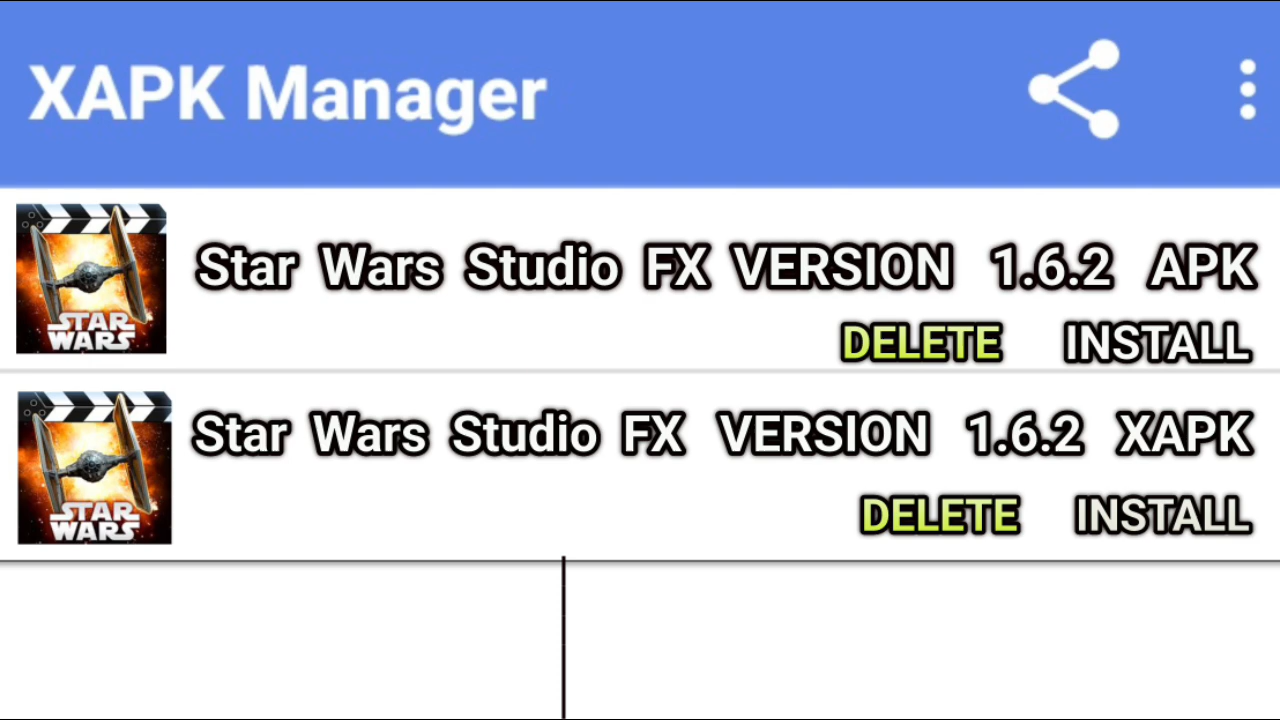 XAPK Manager
Star Wars Studio FX VERSION 1.6.2 APK
DELETE INSTALL
STAR
WARS
Star Wars Studio FX VERSION 1.6.2 XAPK
DELETE INSTALL
STAR
WARS